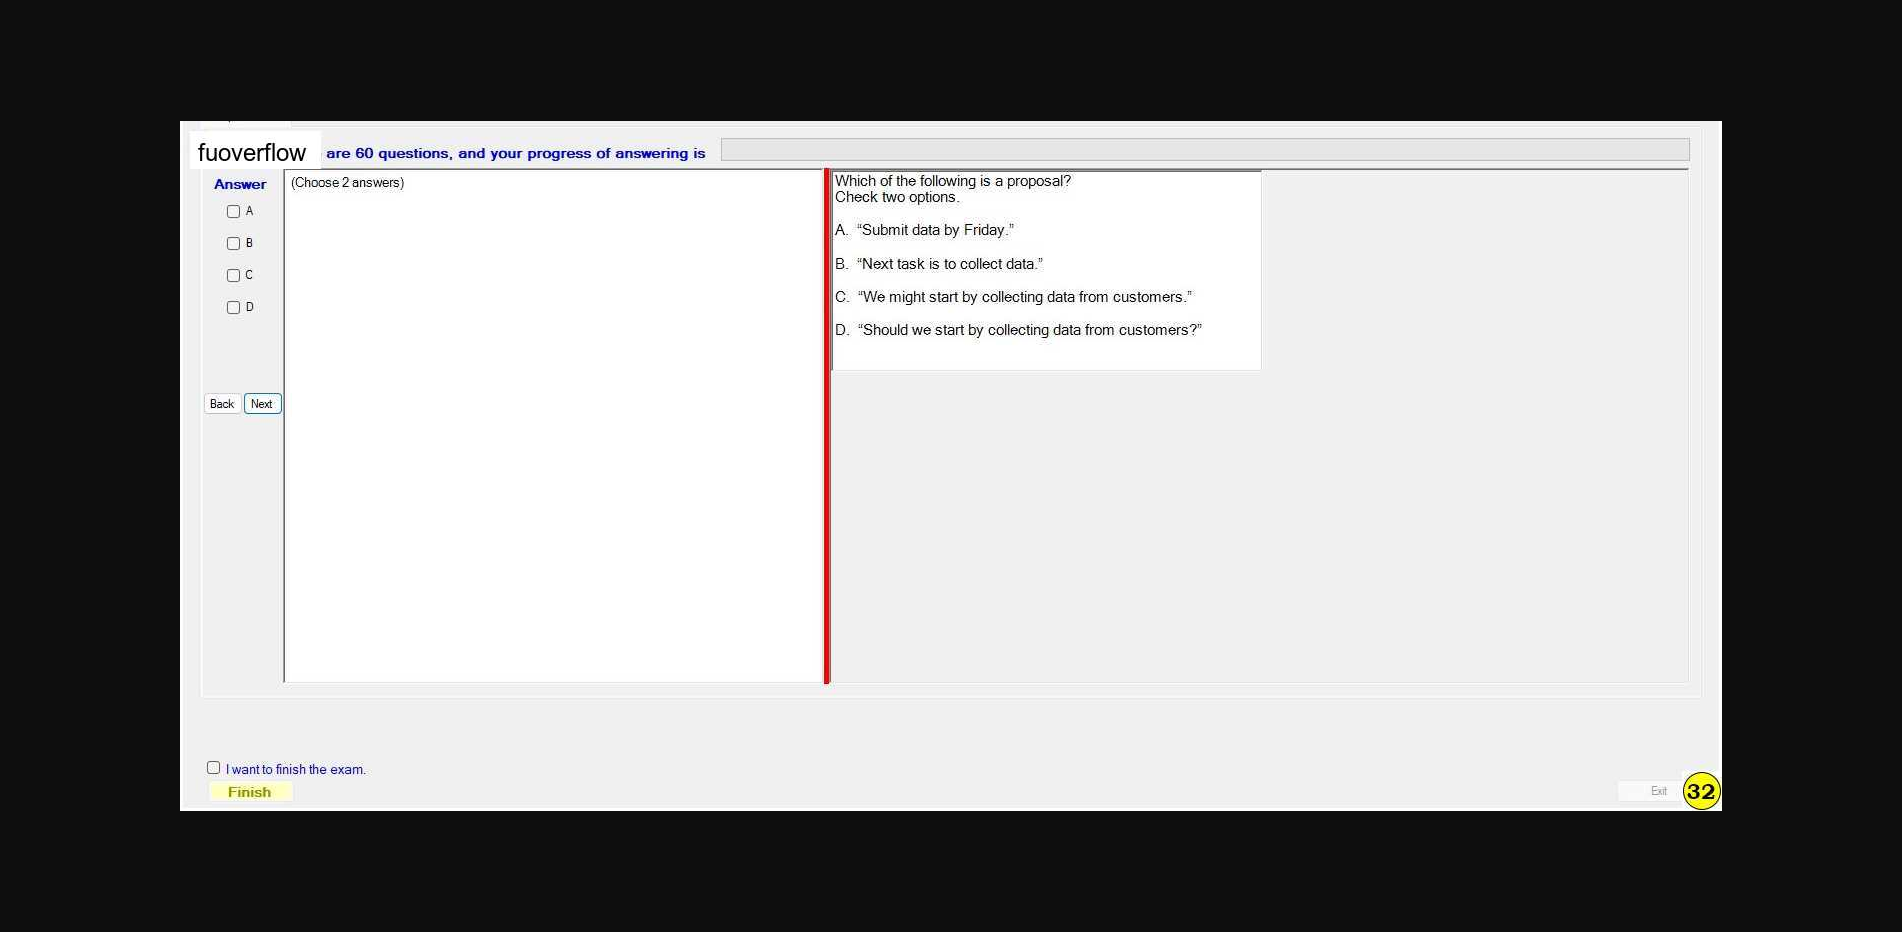 fuoverflow are 60 questions, and your progress of answering is
Answer
(Choose 2 answers)
A
B
C
D
Back Next
Which of the following is a proposal?
Check two options.
A. “Submit data by Friday.”
B. “Next task is to collect data.”
C. “We might start by collecting data from customers.”
D. “Should we start by collecting data from customers?”
I want to finish the exam.
Finish
Exit
32